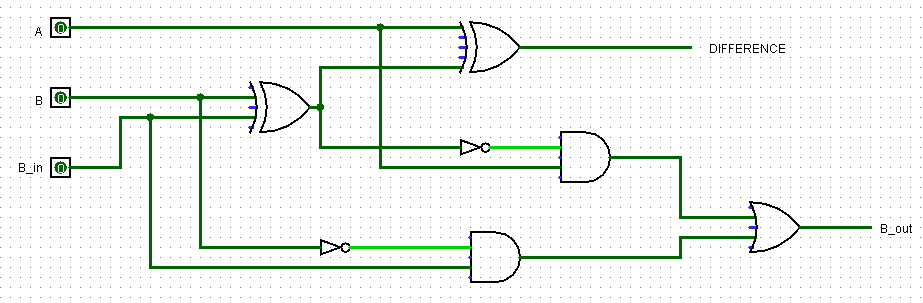 A
DIFFERENCE
B
B_in
B_out